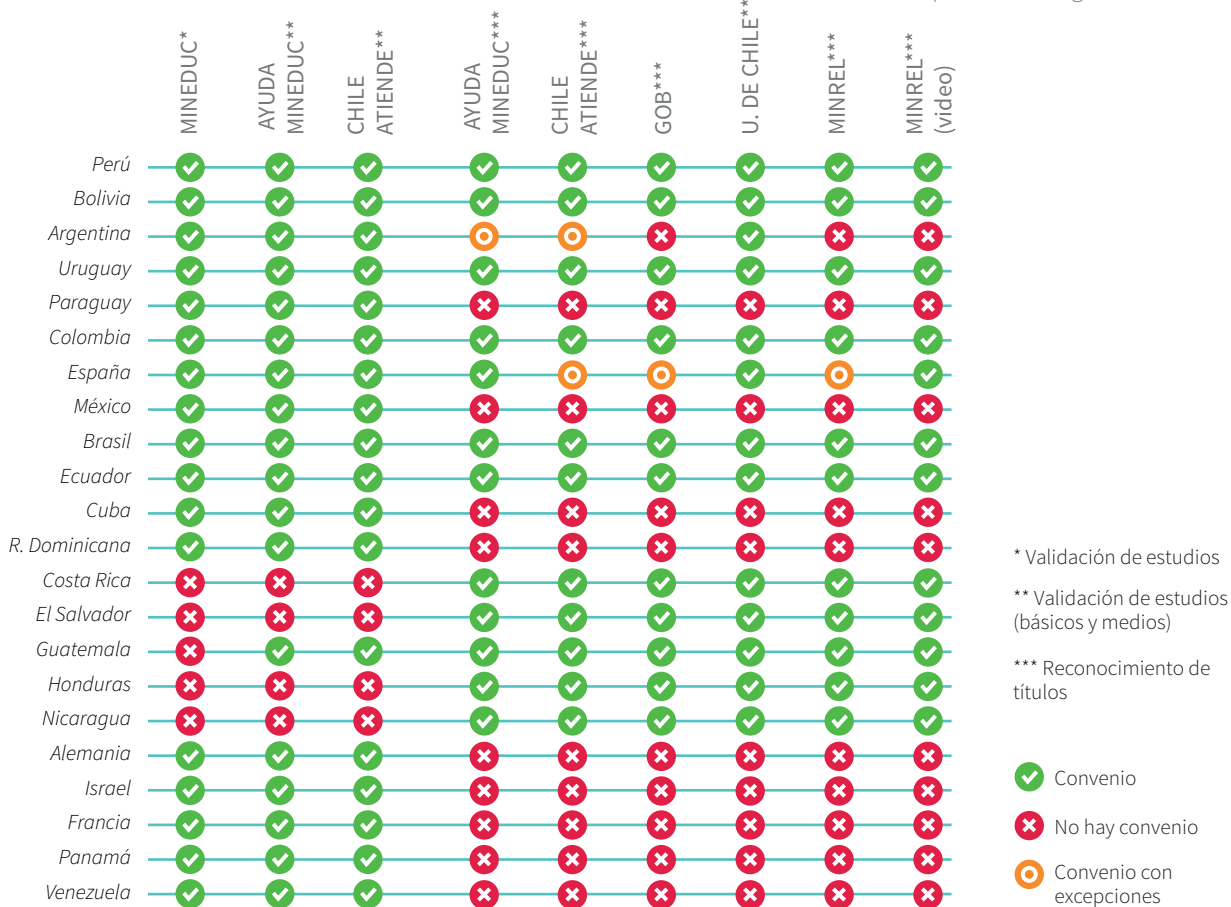 MINEDUC*
AYUDA
MINEDUC**
CHILE
ATIENDE**
AYUDA
MINEDUC***
CHILE
ATIENDE***
GOB***
U. DE CHILE**
MINREL***
MINREL***
(video)
Perú
Bolivia
Argentina
Uruguay
Paraguay
Colombia
España
México
Brasil
Ecuador
Cuba
R. Dominicana
Costa Rica
El Salvador
Guatemala
Honduras
Nicaragua
Alemania
Israel
Francia
Panamá
Venezuela
* Validación de estudios
** Validación de estudios
(básicos y medios)
*** Reconocimiento de
títulos
Convenio
No hay convenio
Convenio con
excepciones